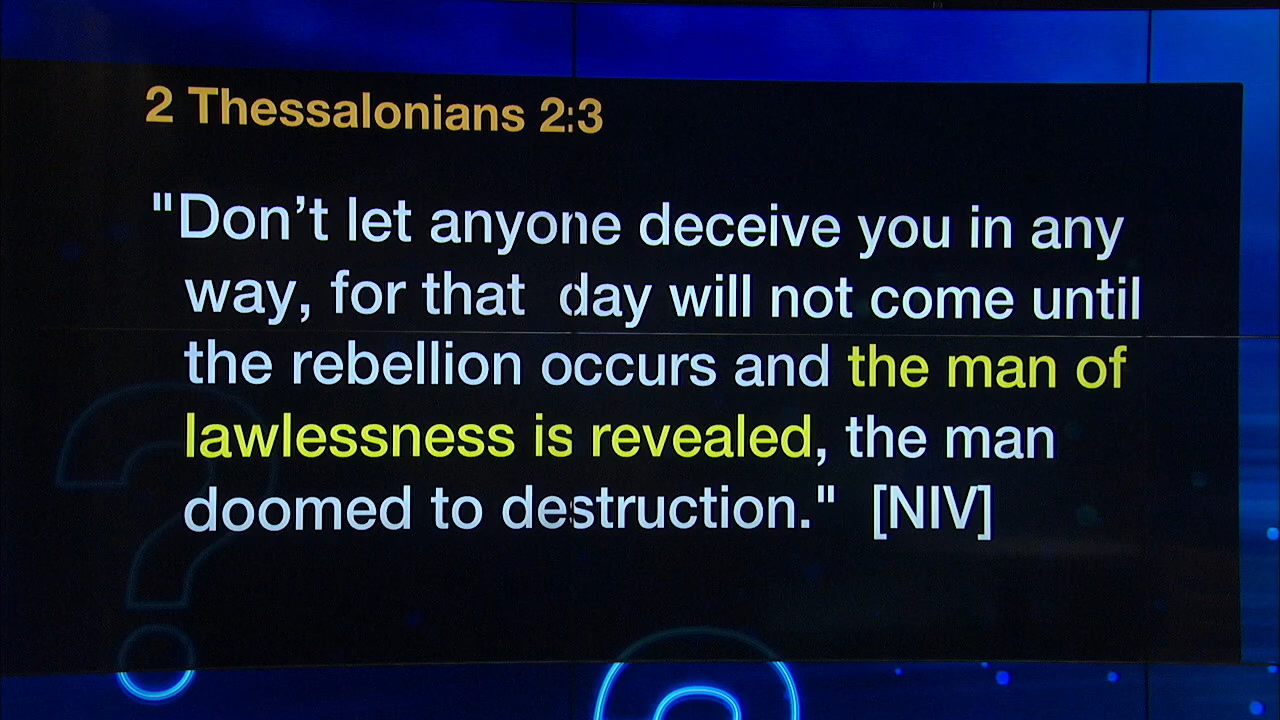 2 Thessalonians 2:3
"Don’t let anyone deceive you in any
way, for that day will not come until
the rebellion occurs and the man of
lawlessness is revealed, the man
doomed to destruction." [NIV]